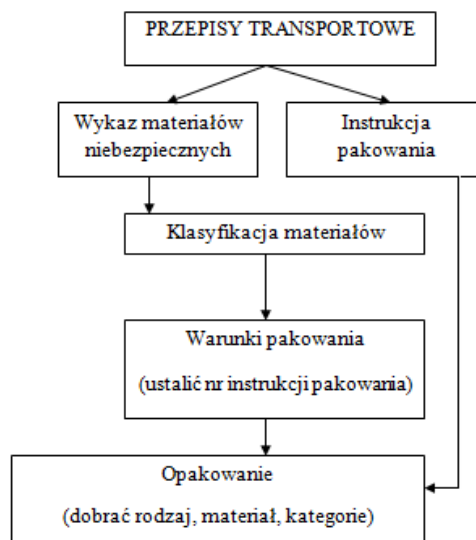 PRZEPISY TRANSPORTOWE
Wykaz materiałów
niebezpiecznych
Instrukcja
pakowania
Klasyfikacja materiałów
Warunki pakowania
(ustalić nr instrukcji pakowania)
Opakowanie
(dobrać rodzaj, materiał, kategorie)